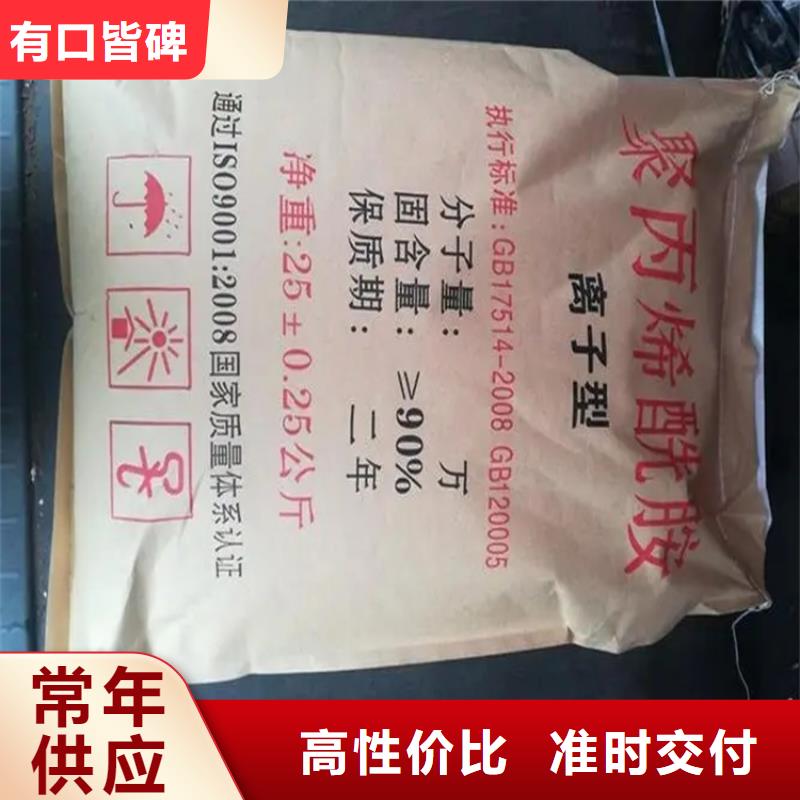 有口皆碑
聚丙烯酰胺
离子型
执行标准:GB17514-2008 GB120005
分子量: 万
固含量: ≥90%
保质期: 二年
净重:25±0.25公斤
通过ISO9001:2008国家质量体系认证
常年
供应
高性价比 准时交付